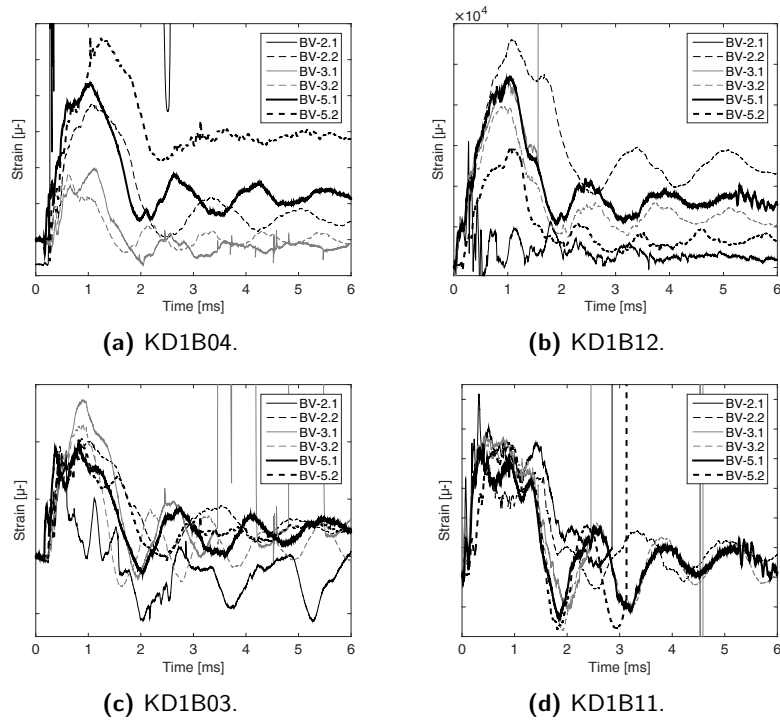 Strain [μ-]
BV-2.1
BV-2.2
BV-3.1
BV-3.2
BV-5.1
BV-5.2
0 1 2 3 4 5 6
Time [ms]
(a) KD1B04.
×10⁴
Strain [μ-]
BV-2.1
BV-2.2
BV-3.1
BV-3.2
BV-5.1
BV-5.2
0 1 2 3 4 5 6
Time [ms]
(b) KD1B12.
Strain [μ-]
BV-2.1
BV-2.2
BV-3.1
BV-3.2
BV-5.1
BV-5.2
0 1 2 3 4 5 6
Time [ms]
(c) KD1B03.
Strain [μ-]
BV-2.1
BV-2.2
BV-3.1
BV-3.2
BV-5.1
BV-5.2
0 1 2 3 4 5 6
Time [ms]
(d) KD1B11.